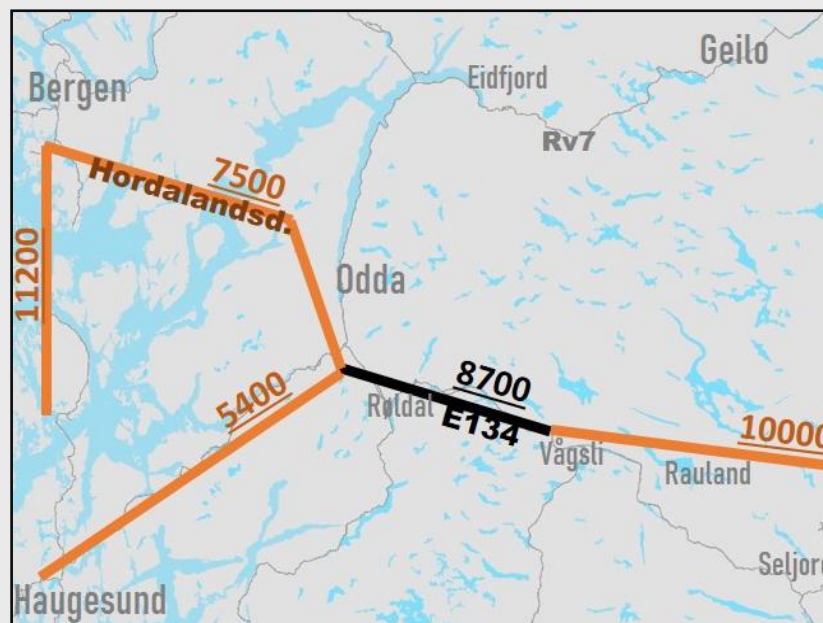 Geilo
Eidfjord
Bergen
Rv7
7500
Hordalandsd.
11200
Odda
8700
5400
Røldal
E134
10000
Vågsli
Rauland
Seljord
Haugesund